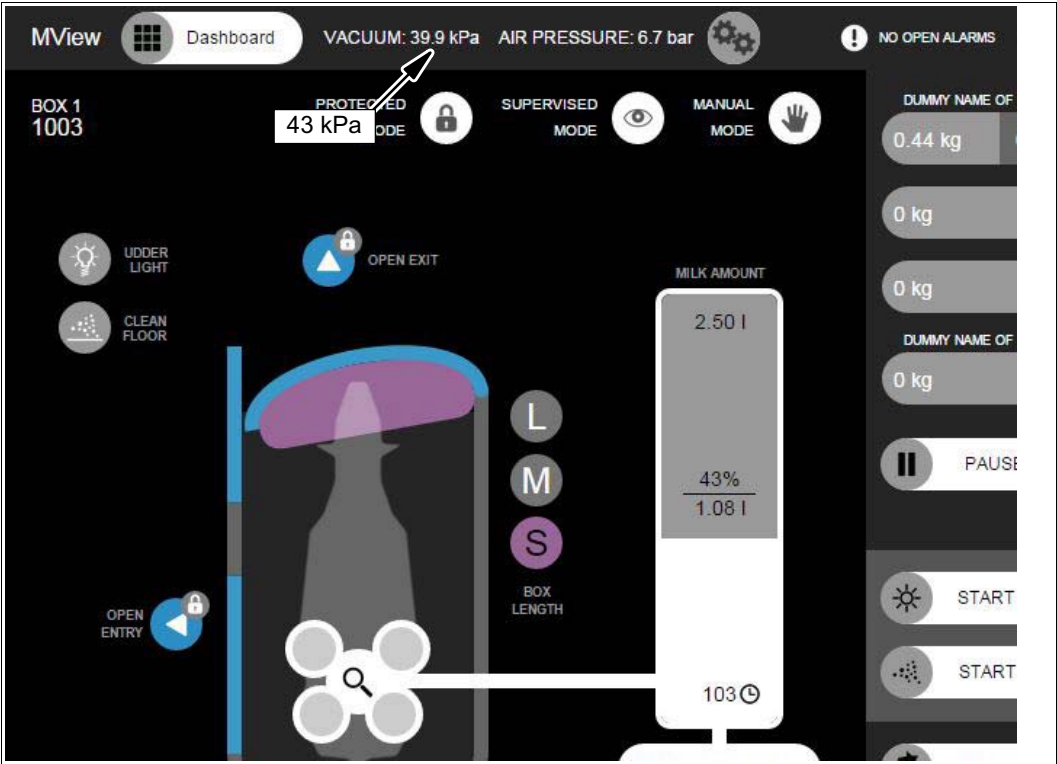 MView
Dashboard
VACUUM: 39.9 kPa
AIR PRESSURE: 6.7 bar
NO OPEN ALARMS
BOX 1
1003
43 kPa
PROTECTED
ODE
SUPERVISED
MODE
MANUAL
MODE
DUMMY NAME OF
0.44 kg
0 kg
0 kg
DUMMY NAME OF
0 kg
UDDER
LIGHT
OPEN EXIT
CLEAN
FLOOR
MILK AMOUNT
2.50 l
43%
1.08 l
103
L
M
S
BOX
LENGTH
OPEN
ENTRY
PAUSE
START
START